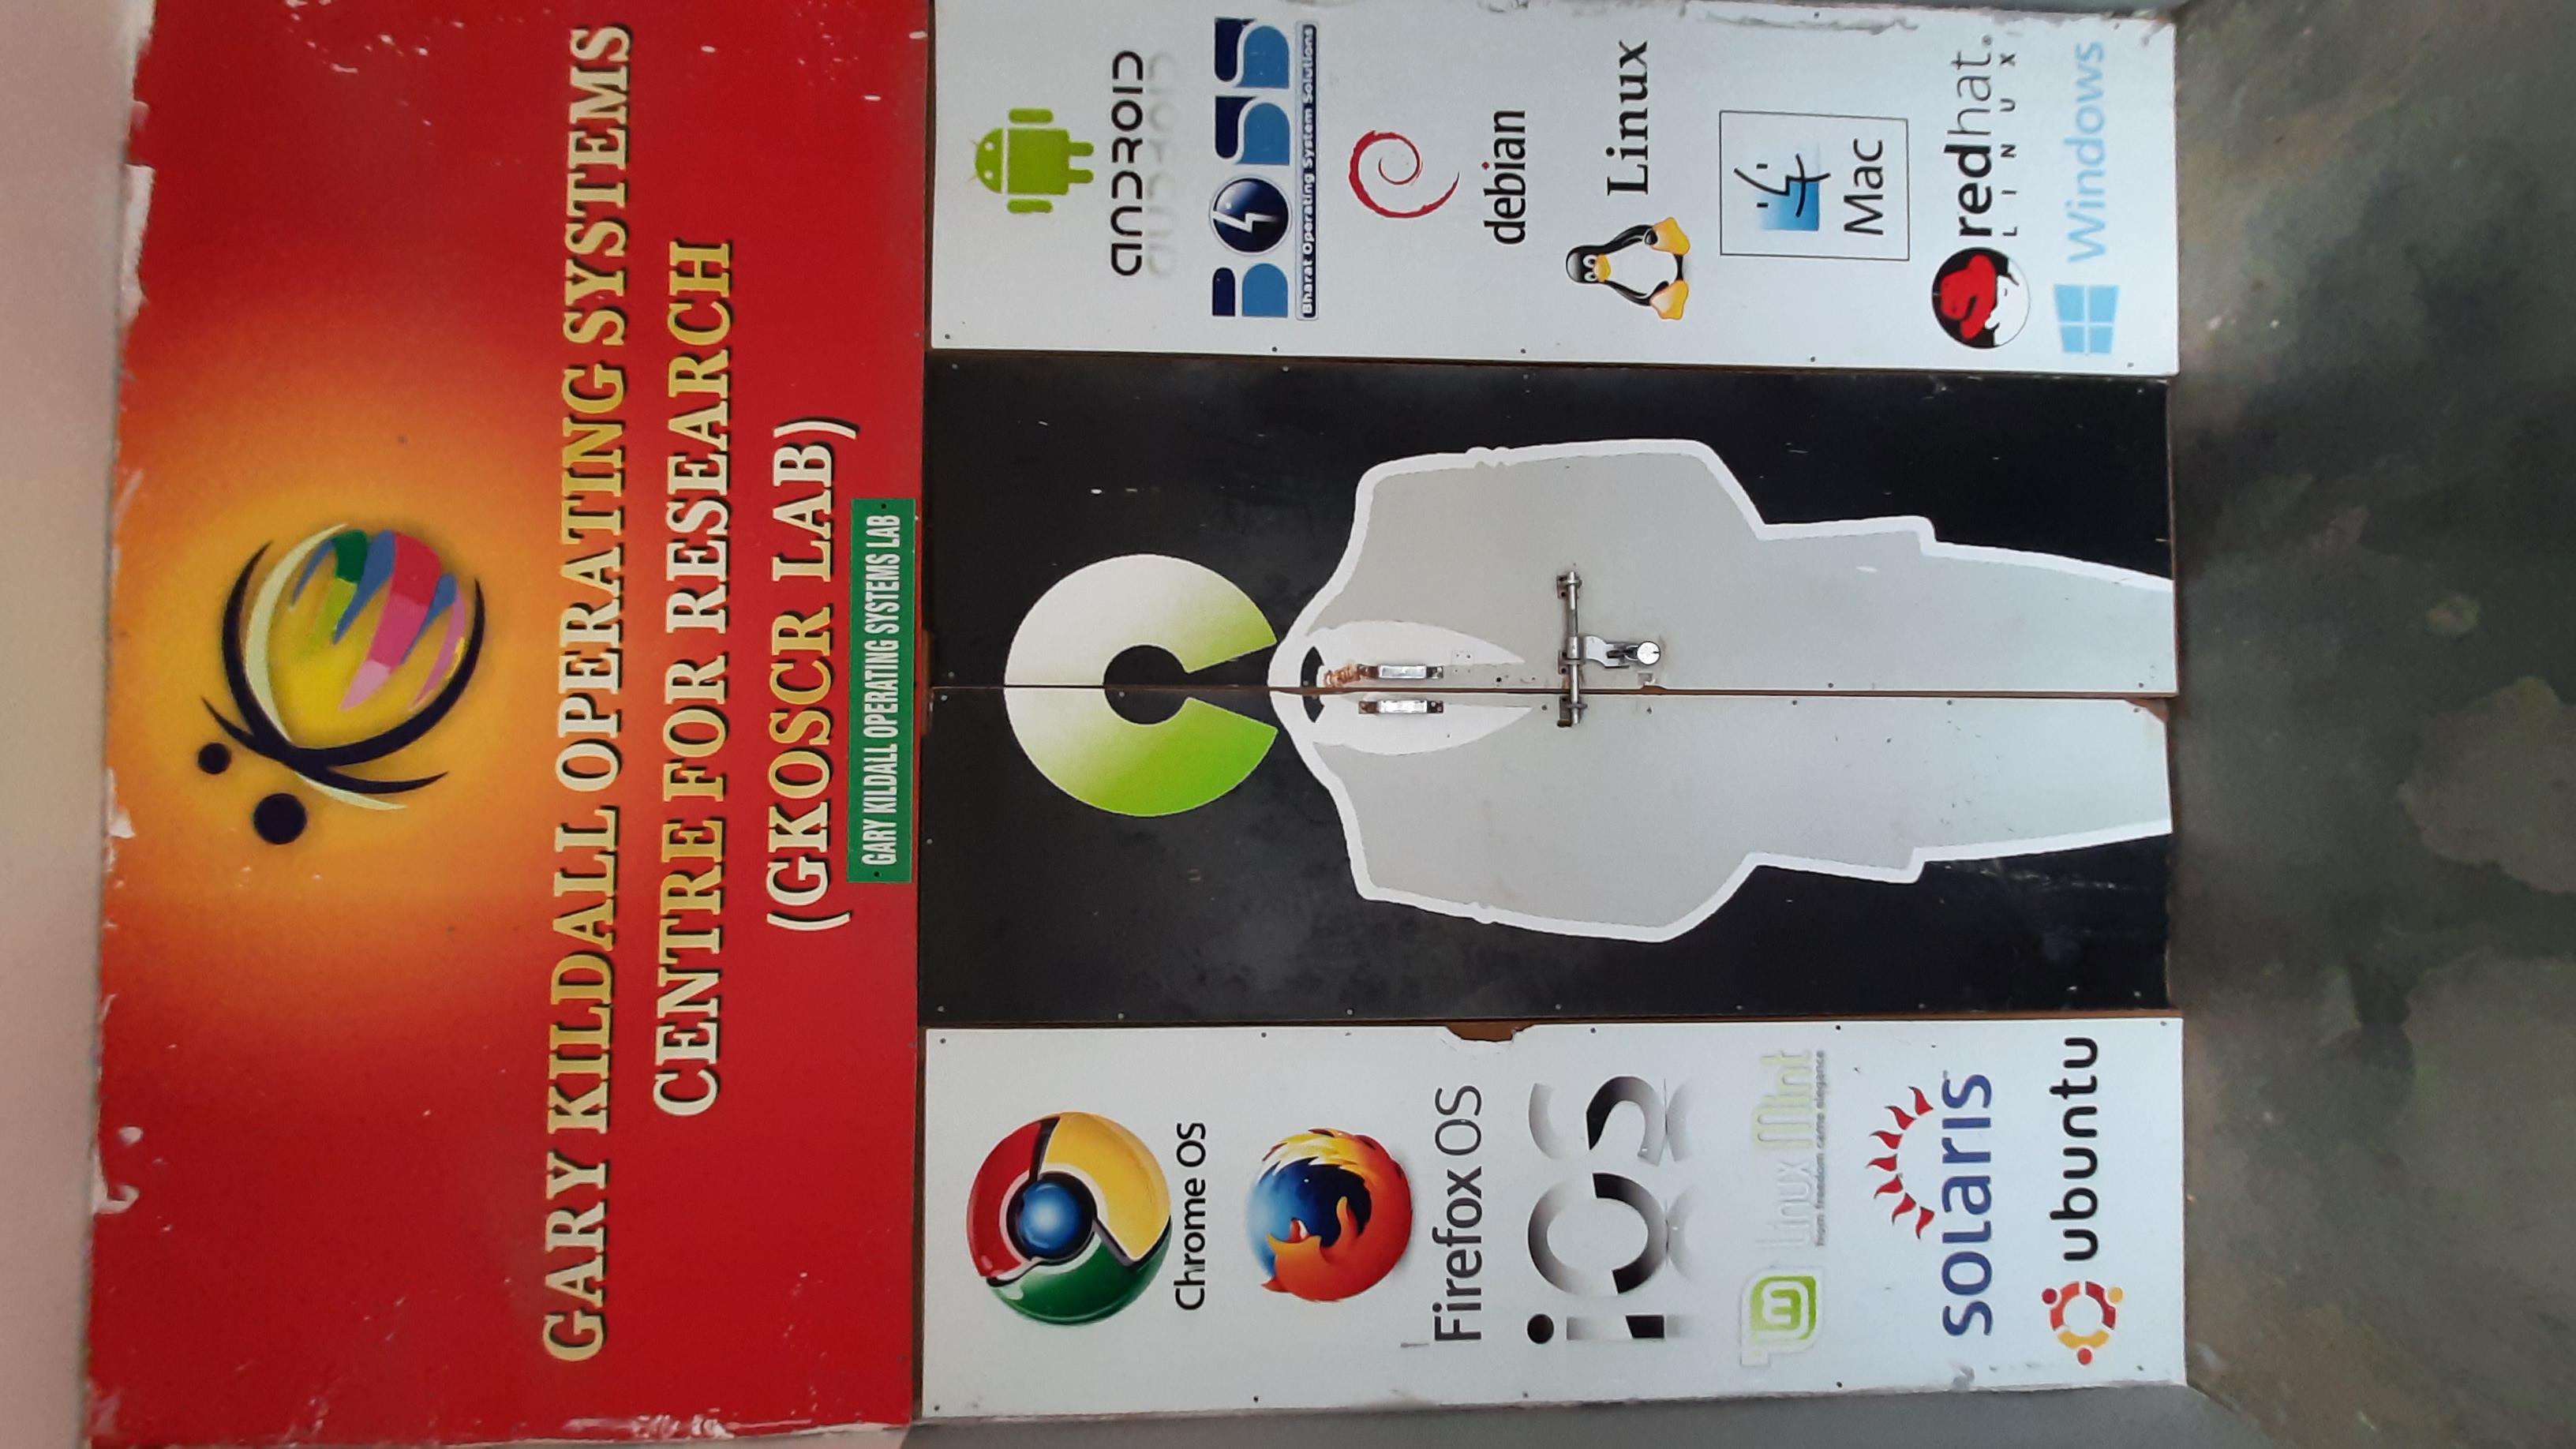 GARY KILDALL OPERATING SYSTEMS
CENTRE FOR RESEARCH
(GKOSCR LAB)
GARY KILDALL OPERATING SYSTEMS LAB
Chrome OS
Firefox OS
iOS
Linux Mint
from freedom came elegance
solaris
ubuntu
ANDROID
BOSS
Bharat Operating System Solutions
debian
Linux
Mac
redhat.
LINUX
Windows